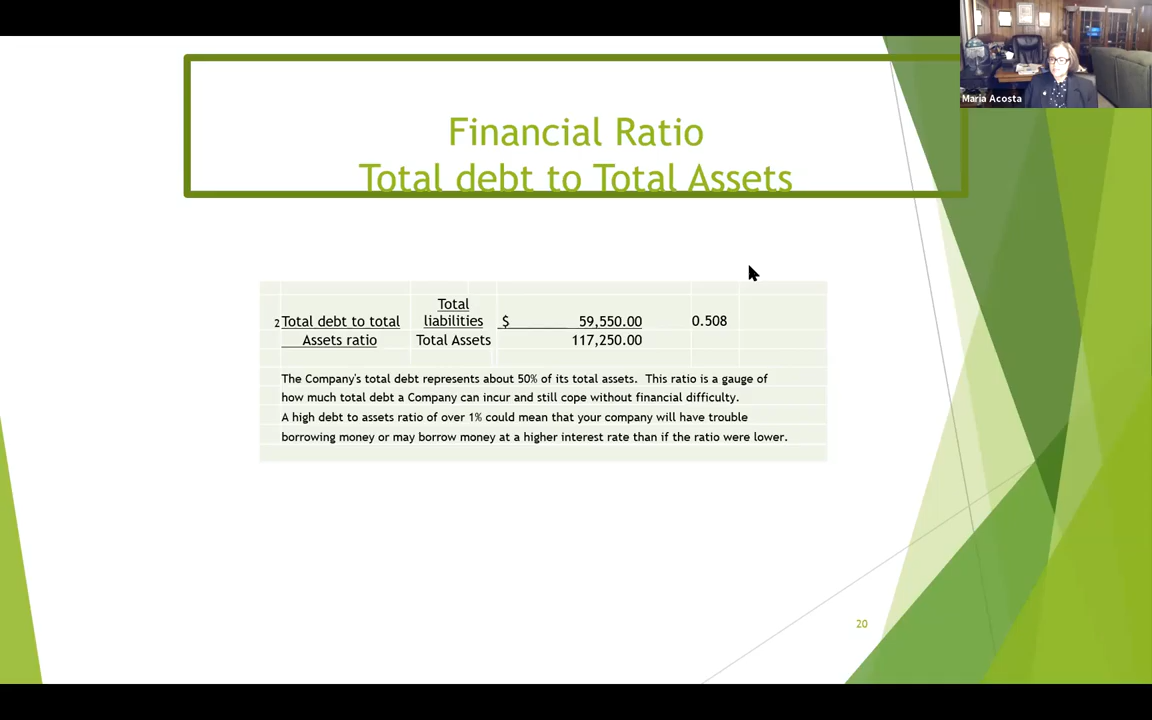 Maria Acosta
Financial Ratio
Total debt to Total Assets
Total
2 Total debt to total liabilities $ 59,550.00 0.508
Assets ratio Total Assets 117,250.00
The Company's total debt represents about 50% of its total assets. This ratio is a gauge of
how much total debt a Company can incur and still cope without financial difficulty.
A high debt to assets ratio of over 1% could mean that your company will have trouble
borrowing money or may borrow money at a higher interest rate than if the ratio were lower.
20